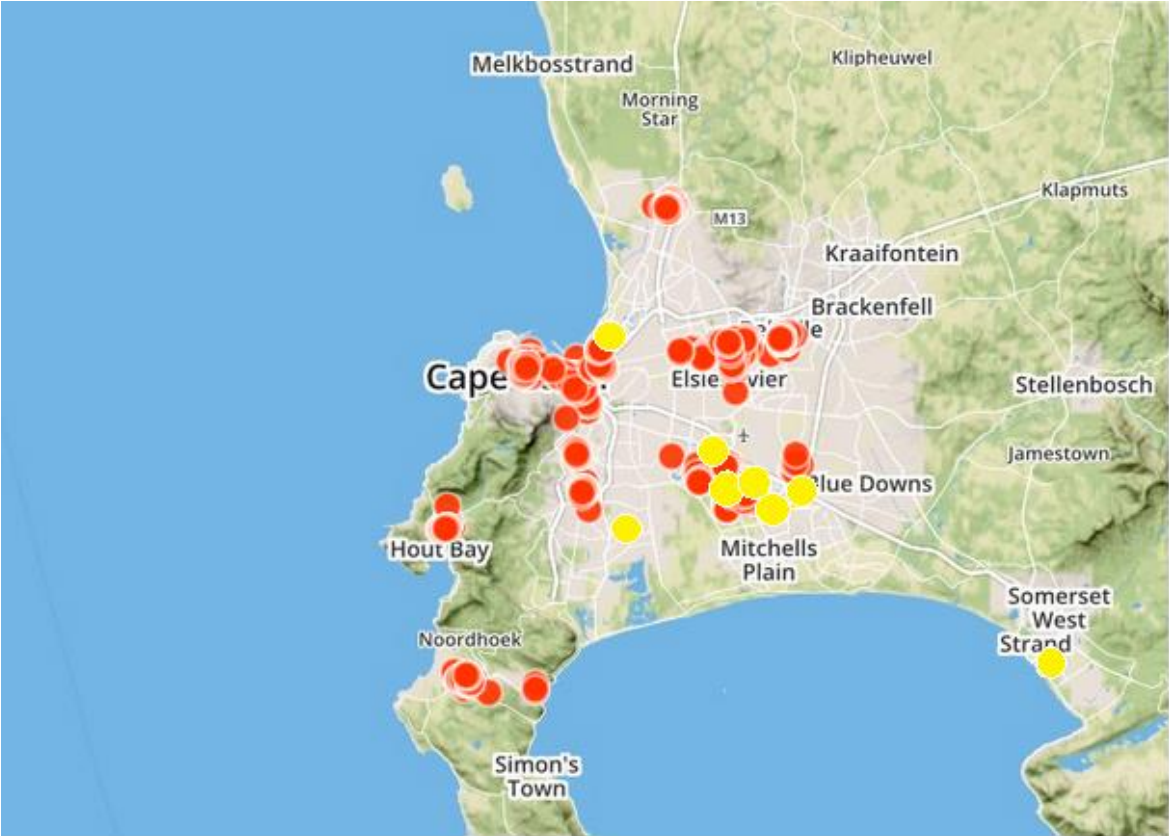 Melkbosstrand
Klipheuwel
Morning
Star
Klapmuts
M13
Kraaifontein
Brackenfell
Cape
Stellenbosch
Jamestown
Blue Downs
Hout Bay
Mitchells
Plain
Somerset
West
Strand
Noordhoek
Simon's
Town